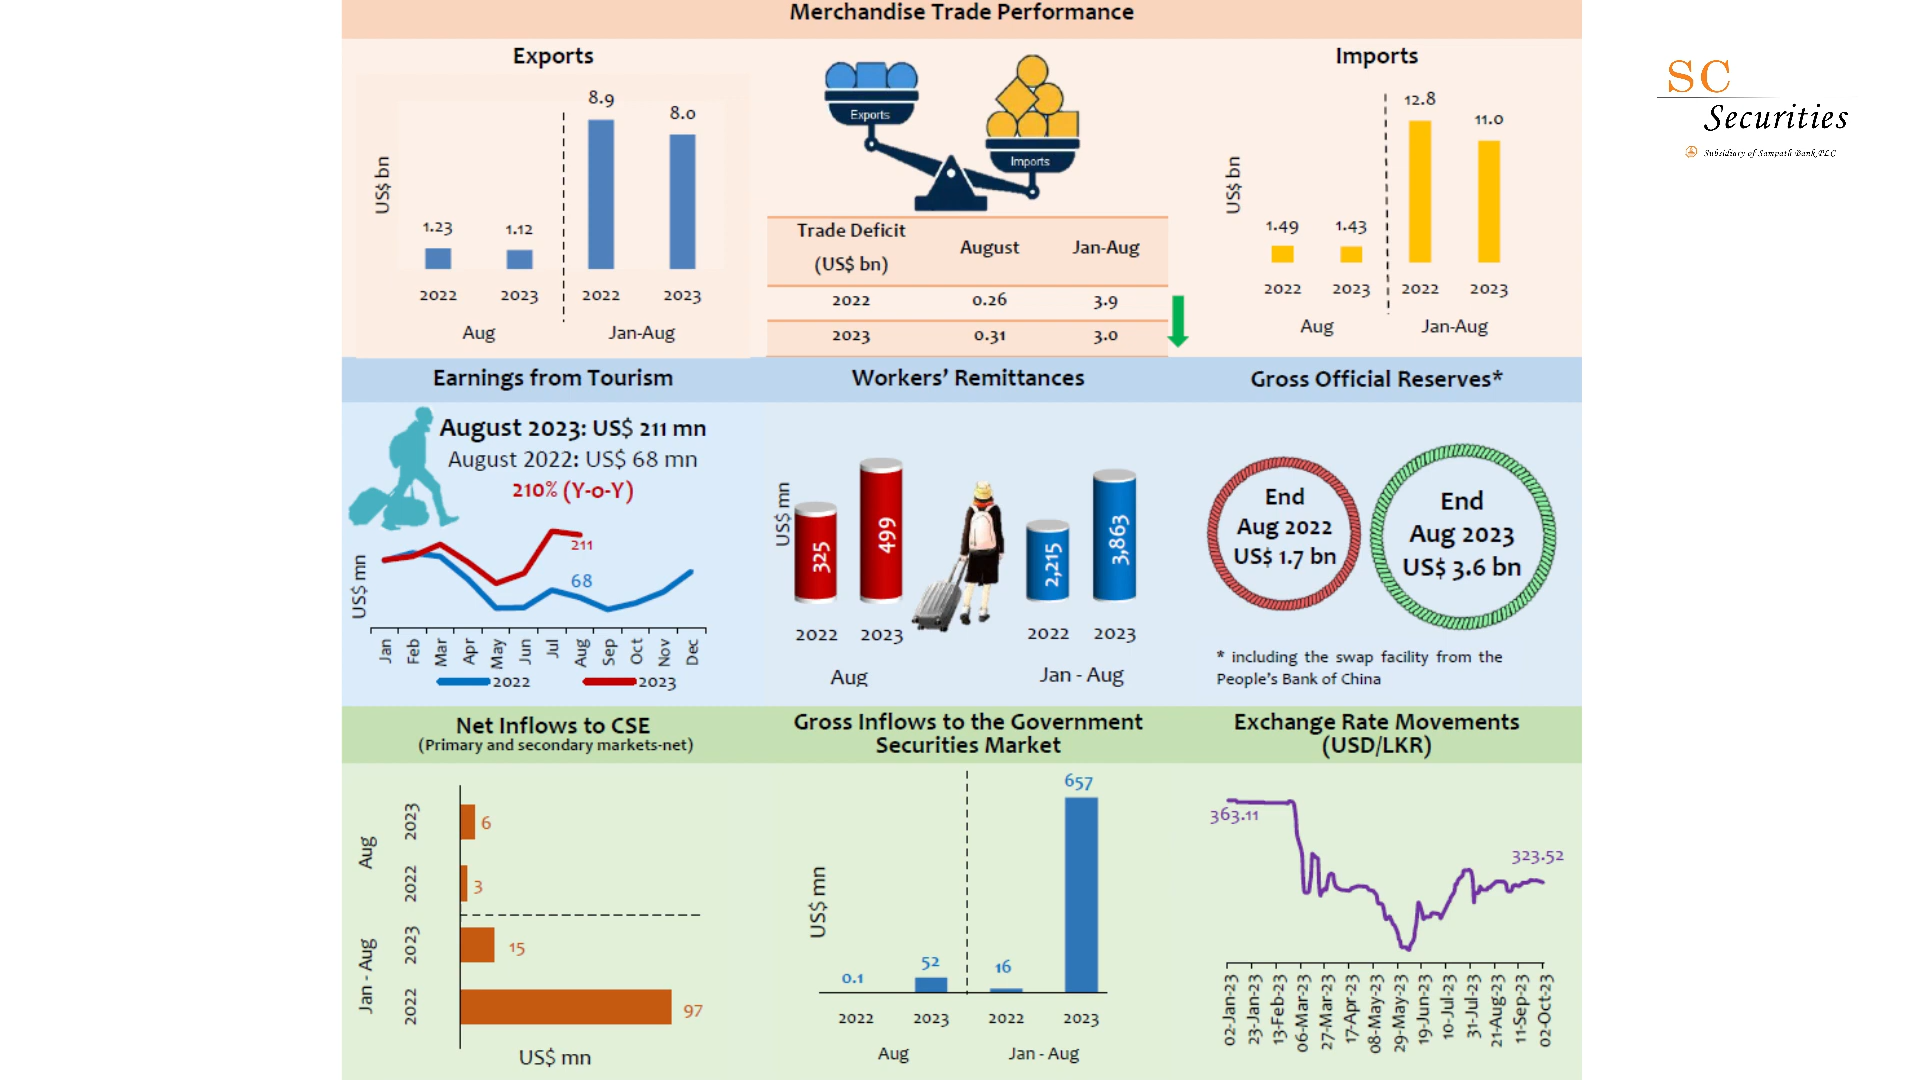 Merchandise Trade Performance
Exports
US$ bn
1.23
1.12
8.9
8.0
2022
2023
2022
2023
Aug
Jan-Aug
Exports
Imports
Trade Deficit
(US$ bn)
August
Jan-Aug
2022
0.26
3.9
2023
0.31
3.0
Imports
US$ bn
1.49
1.43
12.8
11.0
2022
2023
2022
2023
Aug
Jan-Aug
SC
Securities
Subsidiary of Sampath Bank PLC
Earnings from Tourism
August 2023: US$ 211 mn
August 2022: US$ 68 mn
210% (Y-o-Y)
US$ mn
211
68
Jan
Feb
Mar
Apr
May
Jun
Jul
Aug
Sep
Oct
Nov
Dec
2022
2023
Workers' Remittances
US$ mn
325
499
2,215
3,863
2022
2023
2022
2023
Aug
Jan - Aug
Gross Official Reserves*
End
Aug 2022
US$ 1.7 bn
End
Aug 2023
US$ 3.6 bn
* including the swap facility from the
People's Bank of China
Net Inflows to CSE
(Primary and secondary markets-net)
Aug
2023
6
2022
3
Jan - Aug
2023
15
2022
97
US$ mn
Gross Inflows to the Government
Securities Market
US$ mn
0.1
52
16
657
2022
2023
2022
2023
Aug
Jan - Aug
Exchange Rate Movements
(USD/LKR)
363.11
323.52
02-Jan-23
23-Jan-23
13-Feb-23
06-Mar-23
27-Mar-23
17-Apr-23
08-May-23
29-May-23
19-Jun-23
10-Jul-23
31-Jul-23
21-Aug-23
11-Sep-23
02-Oct-23